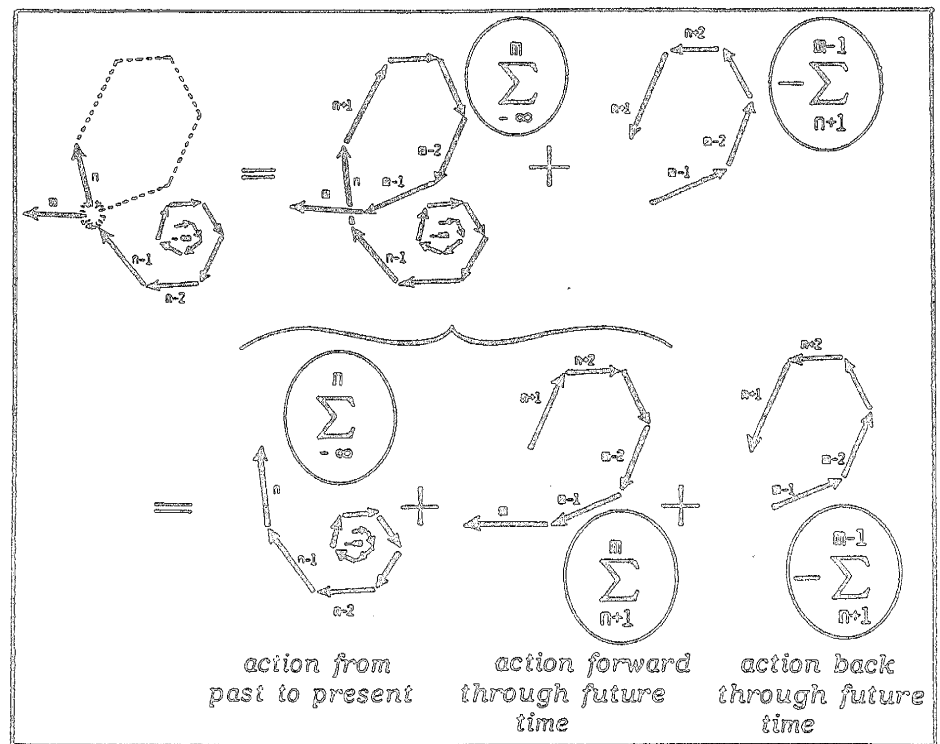 m
n
n-1
n-2
-∞
=
n+1
m-2
m-1
m
n
n-1
-∞
m
Σ
-∞
+
n+2
n+1
m-2
m-1
m-1
-Σ
n+1
=
n
Σ
-∞
n
n-1
n-2
-∞
+
n+2
n+1
m-2
m-1
m
m
Σ
n+1
+
n+2
n+1
m-2
m-1
m-1
-Σ
n+1
action from
past to present
action forward
through future
time
action back
through future
time